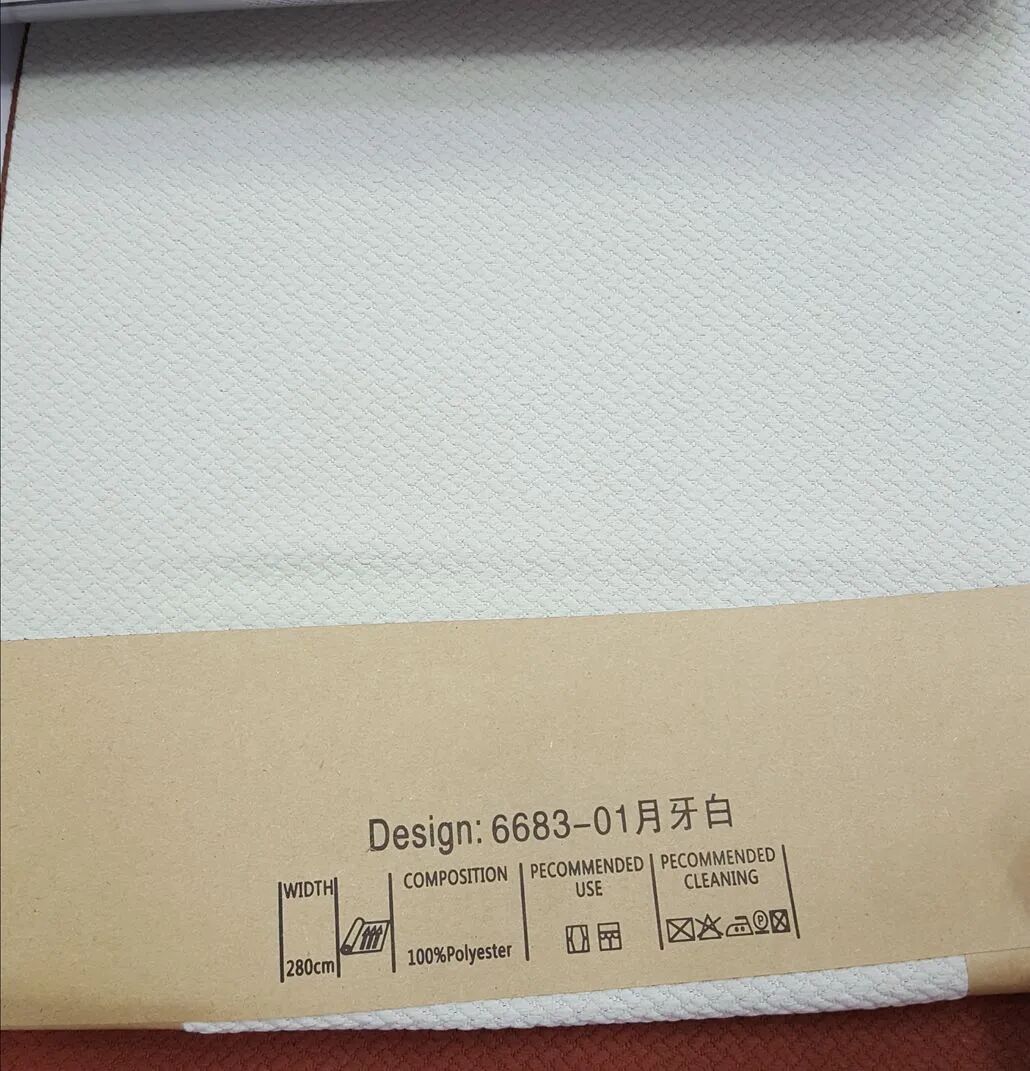 Design: 6683-01月牙白
WIDTH
280cm
COMPOSITION
100%Polyester
PECOMMENDED
USE
PECOMMENDED
CLEANING
P